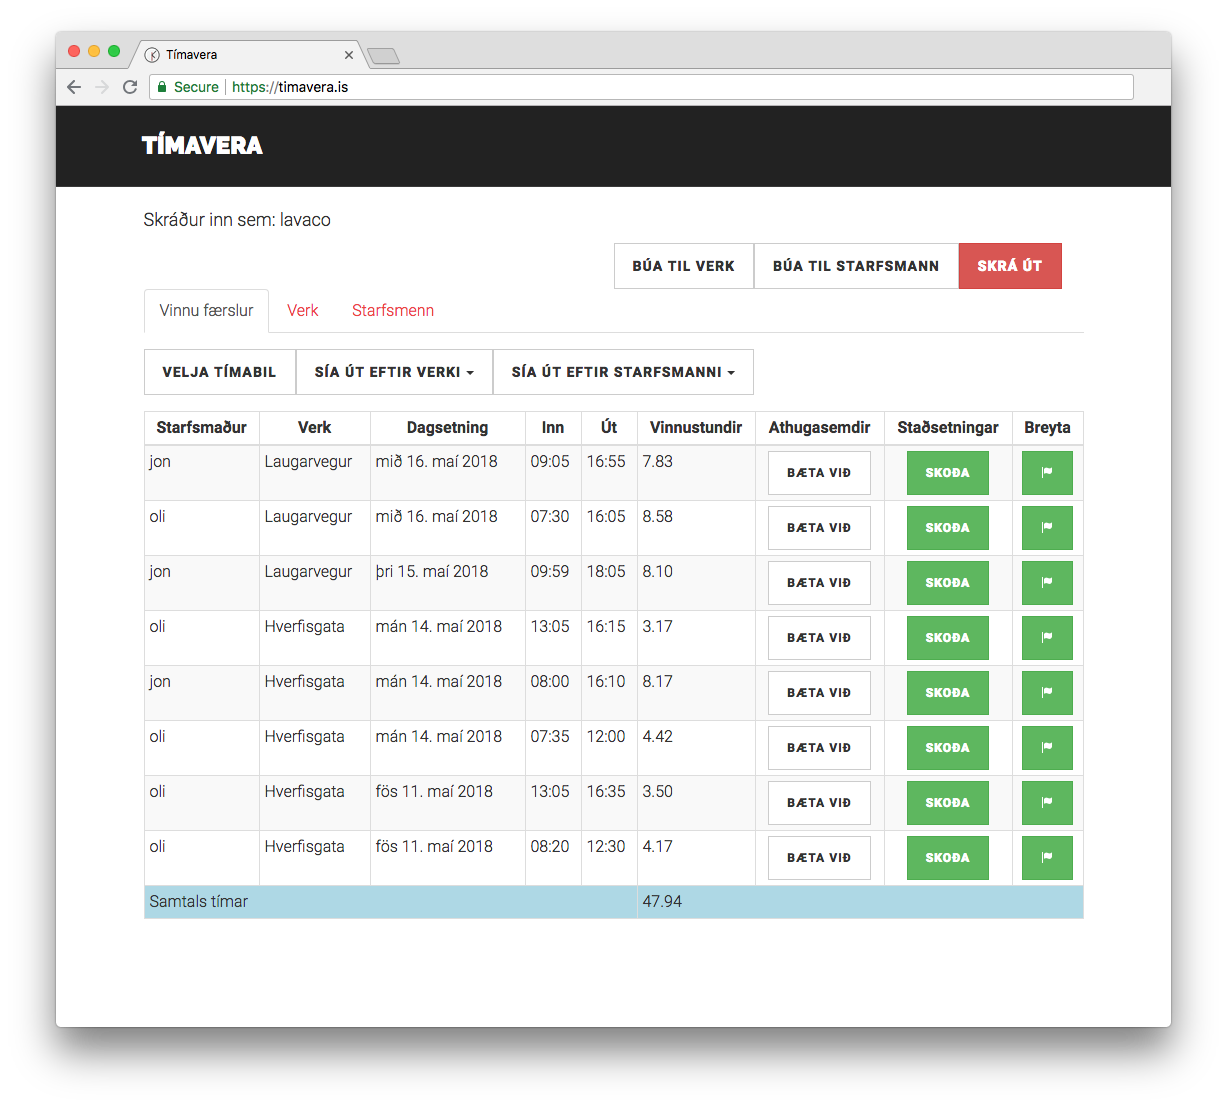 Tímavera
Secure https://timavera.is
TÍMAVERA
Skráður inn sem: lavaco
BÚA TIL VERK BÚA TIL STARFSMANN SKRÁ ÚT
Vinnu færslur Verk Starfsmenn
VELJA TÍMABIL SÍA ÚT EFTIR VERKI SÍA ÚT EFTIR STARFSMANNI
Starfsmaður Verk Dagsetning Inn Út Vinnustundir Athugasemdir Staðsetningar Breyta
jon Laugarvegur mið 16. maí 2018 09:05 16:55 7.83 BÆTA VIÐ SKOÐA
oli Laugarvegur mið 16. maí 2018 07:30 16:05 8.58 BÆTA VIÐ SKOÐA
jon Laugarvegur þri 15. maí 2018 09:59 18:05 8.10 BÆTA VIÐ SKOÐA
oli Hverfisgata mán 14. maí 2018 13:05 16:15 3.17 BÆTA VIÐ SKOÐA
jon Hverfisgata mán 14. maí 2018 08:00 16:10 8.17 BÆTA VIÐ SKOÐA
oli Hverfisgata mán 14. maí 2018 07:35 12:00 4.42 BÆTA VIÐ SKOÐA
oli Hverfisgata fös 11. maí 2018 13:05 16:35 3.50 BÆTA VIÐ SKOÐA
oli Hverfisgata fös 11. maí 2018 08:20 12:30 4.17 BÆTA VIÐ SKOÐA
Samtals tímar 47.94